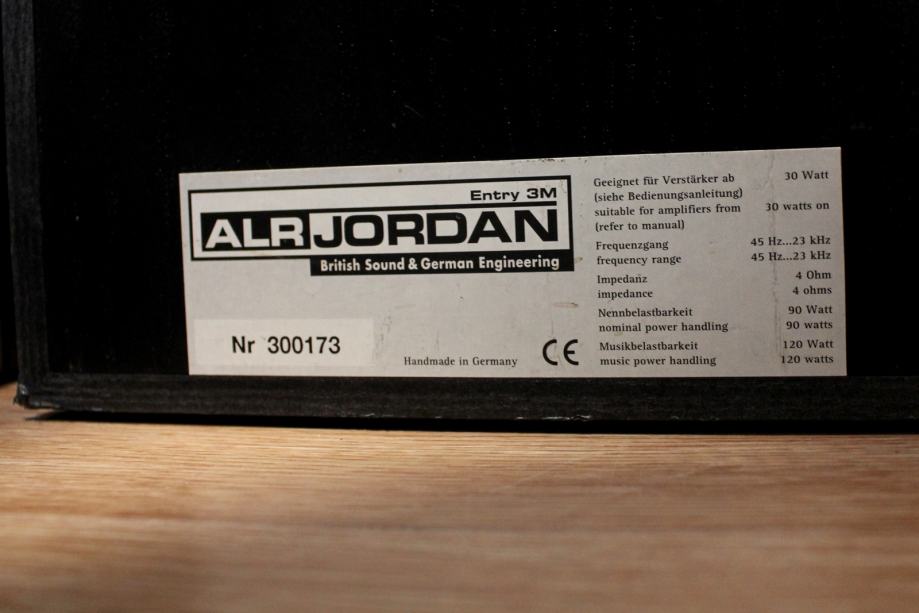 Entry 3M
ALR JORDAN
British Sound & German Engineering
Nr 300173
Handmade in Germany CE
Geeignet für Verstärker ab 30 Watt
(siehe Bedienungsanleitung)
suitable for amplifiers from 30 watts on
(refer to manual)
Frequenzgang 45 Hz...23 kHz
frequency range 45 Hz...23 kHz
Impedanz 4 Ohm
impedance 4 ohms
Nennbelastbarkeit 90 Watt
nominal power handling 90 watts
Musikbelastbarkeit 120 Watt
music power handling 120 watts